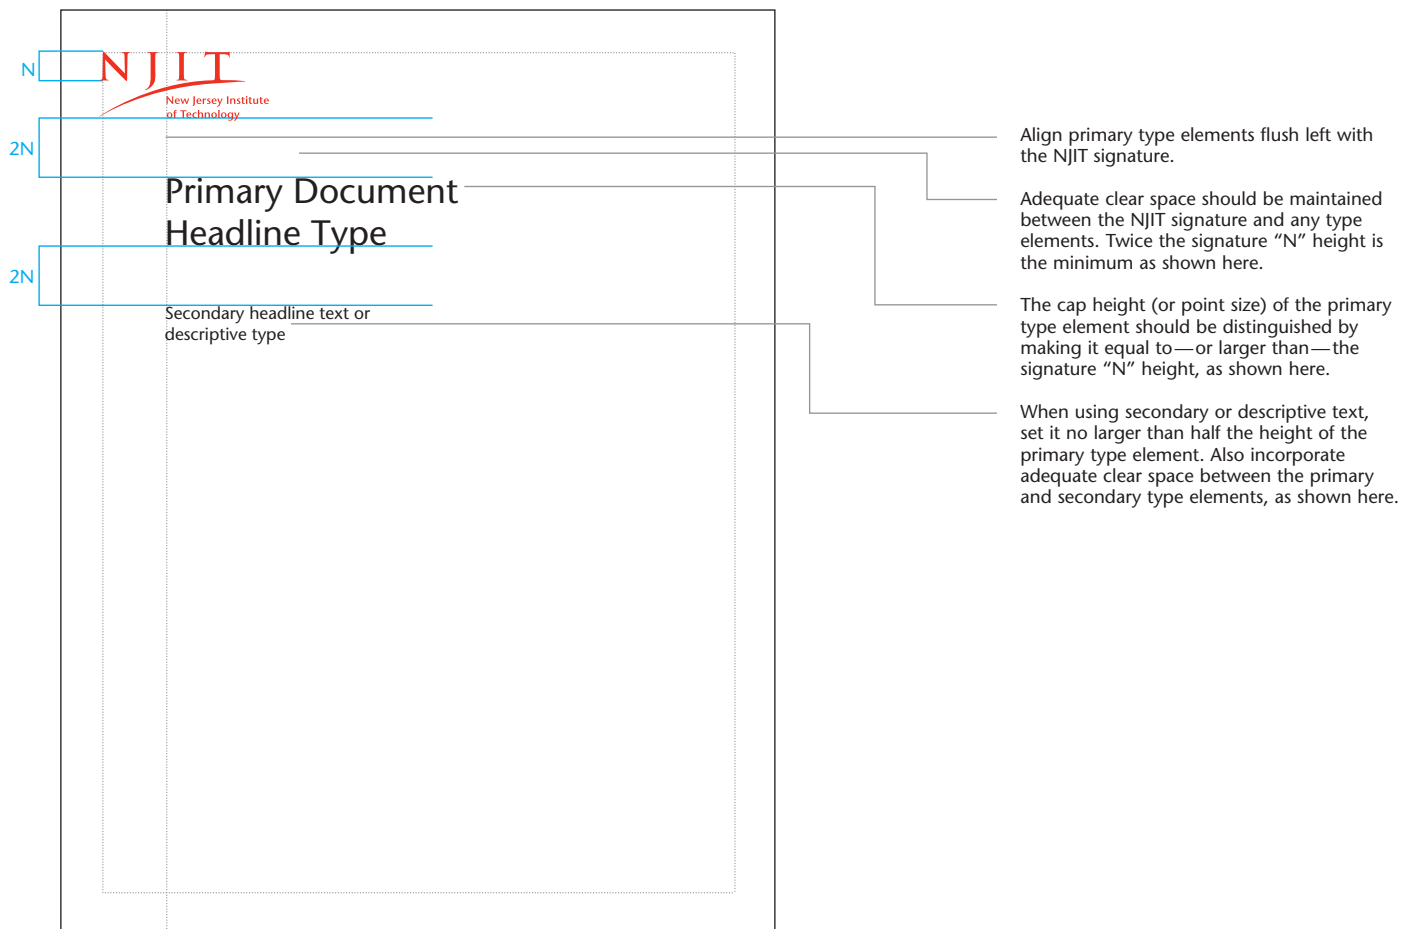 N
NJIT
New Jersey Institute
of Technology
2N
Primary Document
Headline Type
2N
Secondary headline text or
descriptive type
Align primary type elements flush left with
the NJIT signature.
Adequate clear space should be maintained
between the NJIT signature and any type
elements. Twice the signature “N” height is
the minimum as shown here.
The cap height (or point size) of the primary
type element should be distinguished by
making it equal to—or larger than—the
signature “N” height, as shown here.
When using secondary or descriptive text,
set it no larger than half the height of the
primary type element. Also incorporate
adequate clear space between the primary
and secondary type elements, as shown here.